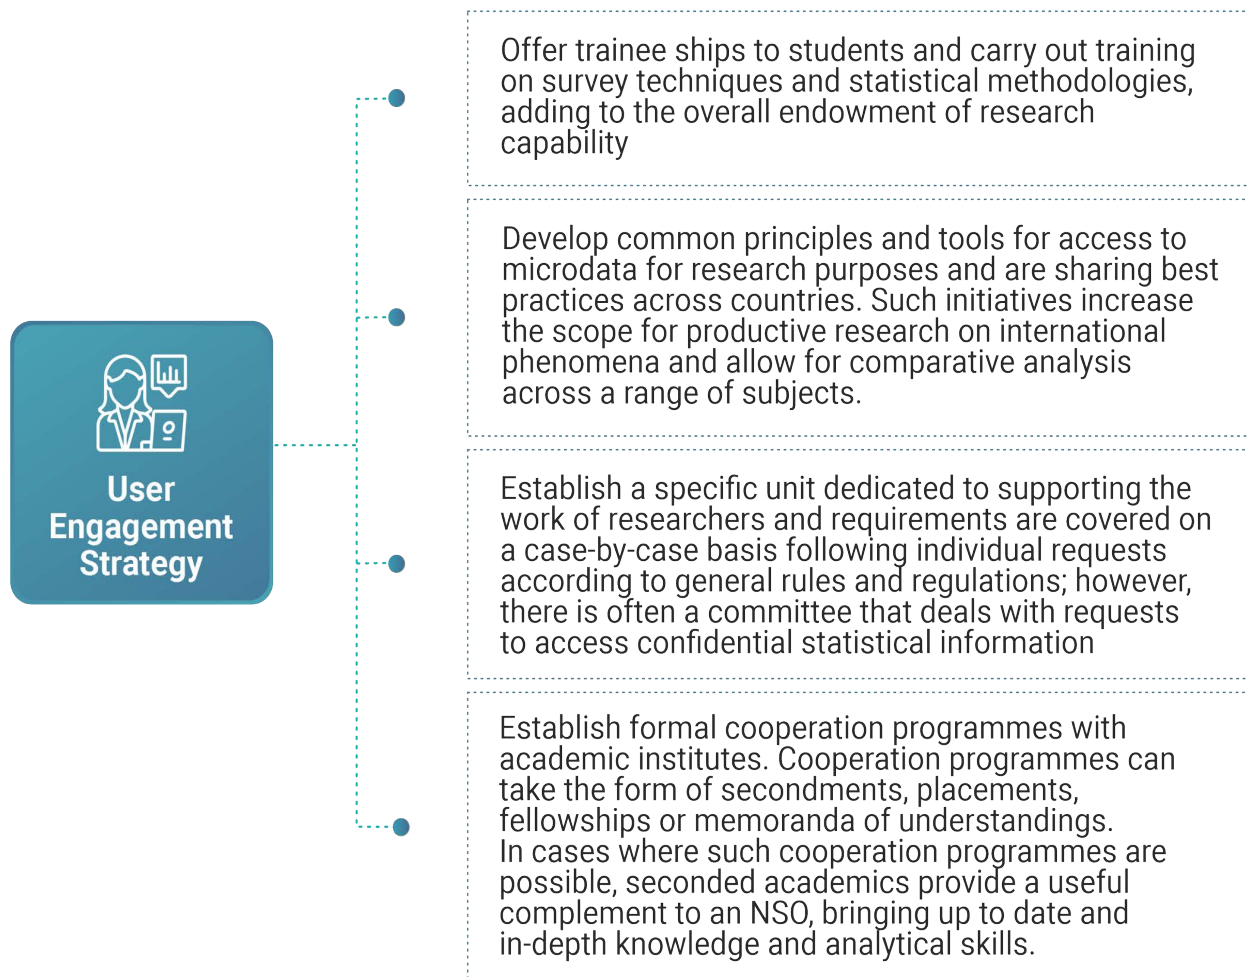 User
Engagement
Strategy
Offer trainee ships to students and carry out training
on survey techniques and statistical methodologies,
adding to the overall endowment of research
capability
Develop common principles and tools for access to
microdata for research purposes and are sharing best
practices across countries. Such initiatives increase
the scope for productive research on international
phenomena and allow for comparative analysis
across a range of subjects.
Establish a specific unit dedicated to supporting the
work of researchers and requirements are covered on
a case-by-case basis following individual requests
according to general rules and regulations; however,
there is often a committee that deals with requests
to access confidential statistical information
Establish formal cooperation programmes with
academic institutes. Cooperation programmes can
take the form of secondments, placements,
fellowships or memoranda of understandings.
In cases where such cooperation programmes are
possible, seconded academics provide a useful
complement to an NSO, bringing up to date and
in-depth knowledge and analytical skills.